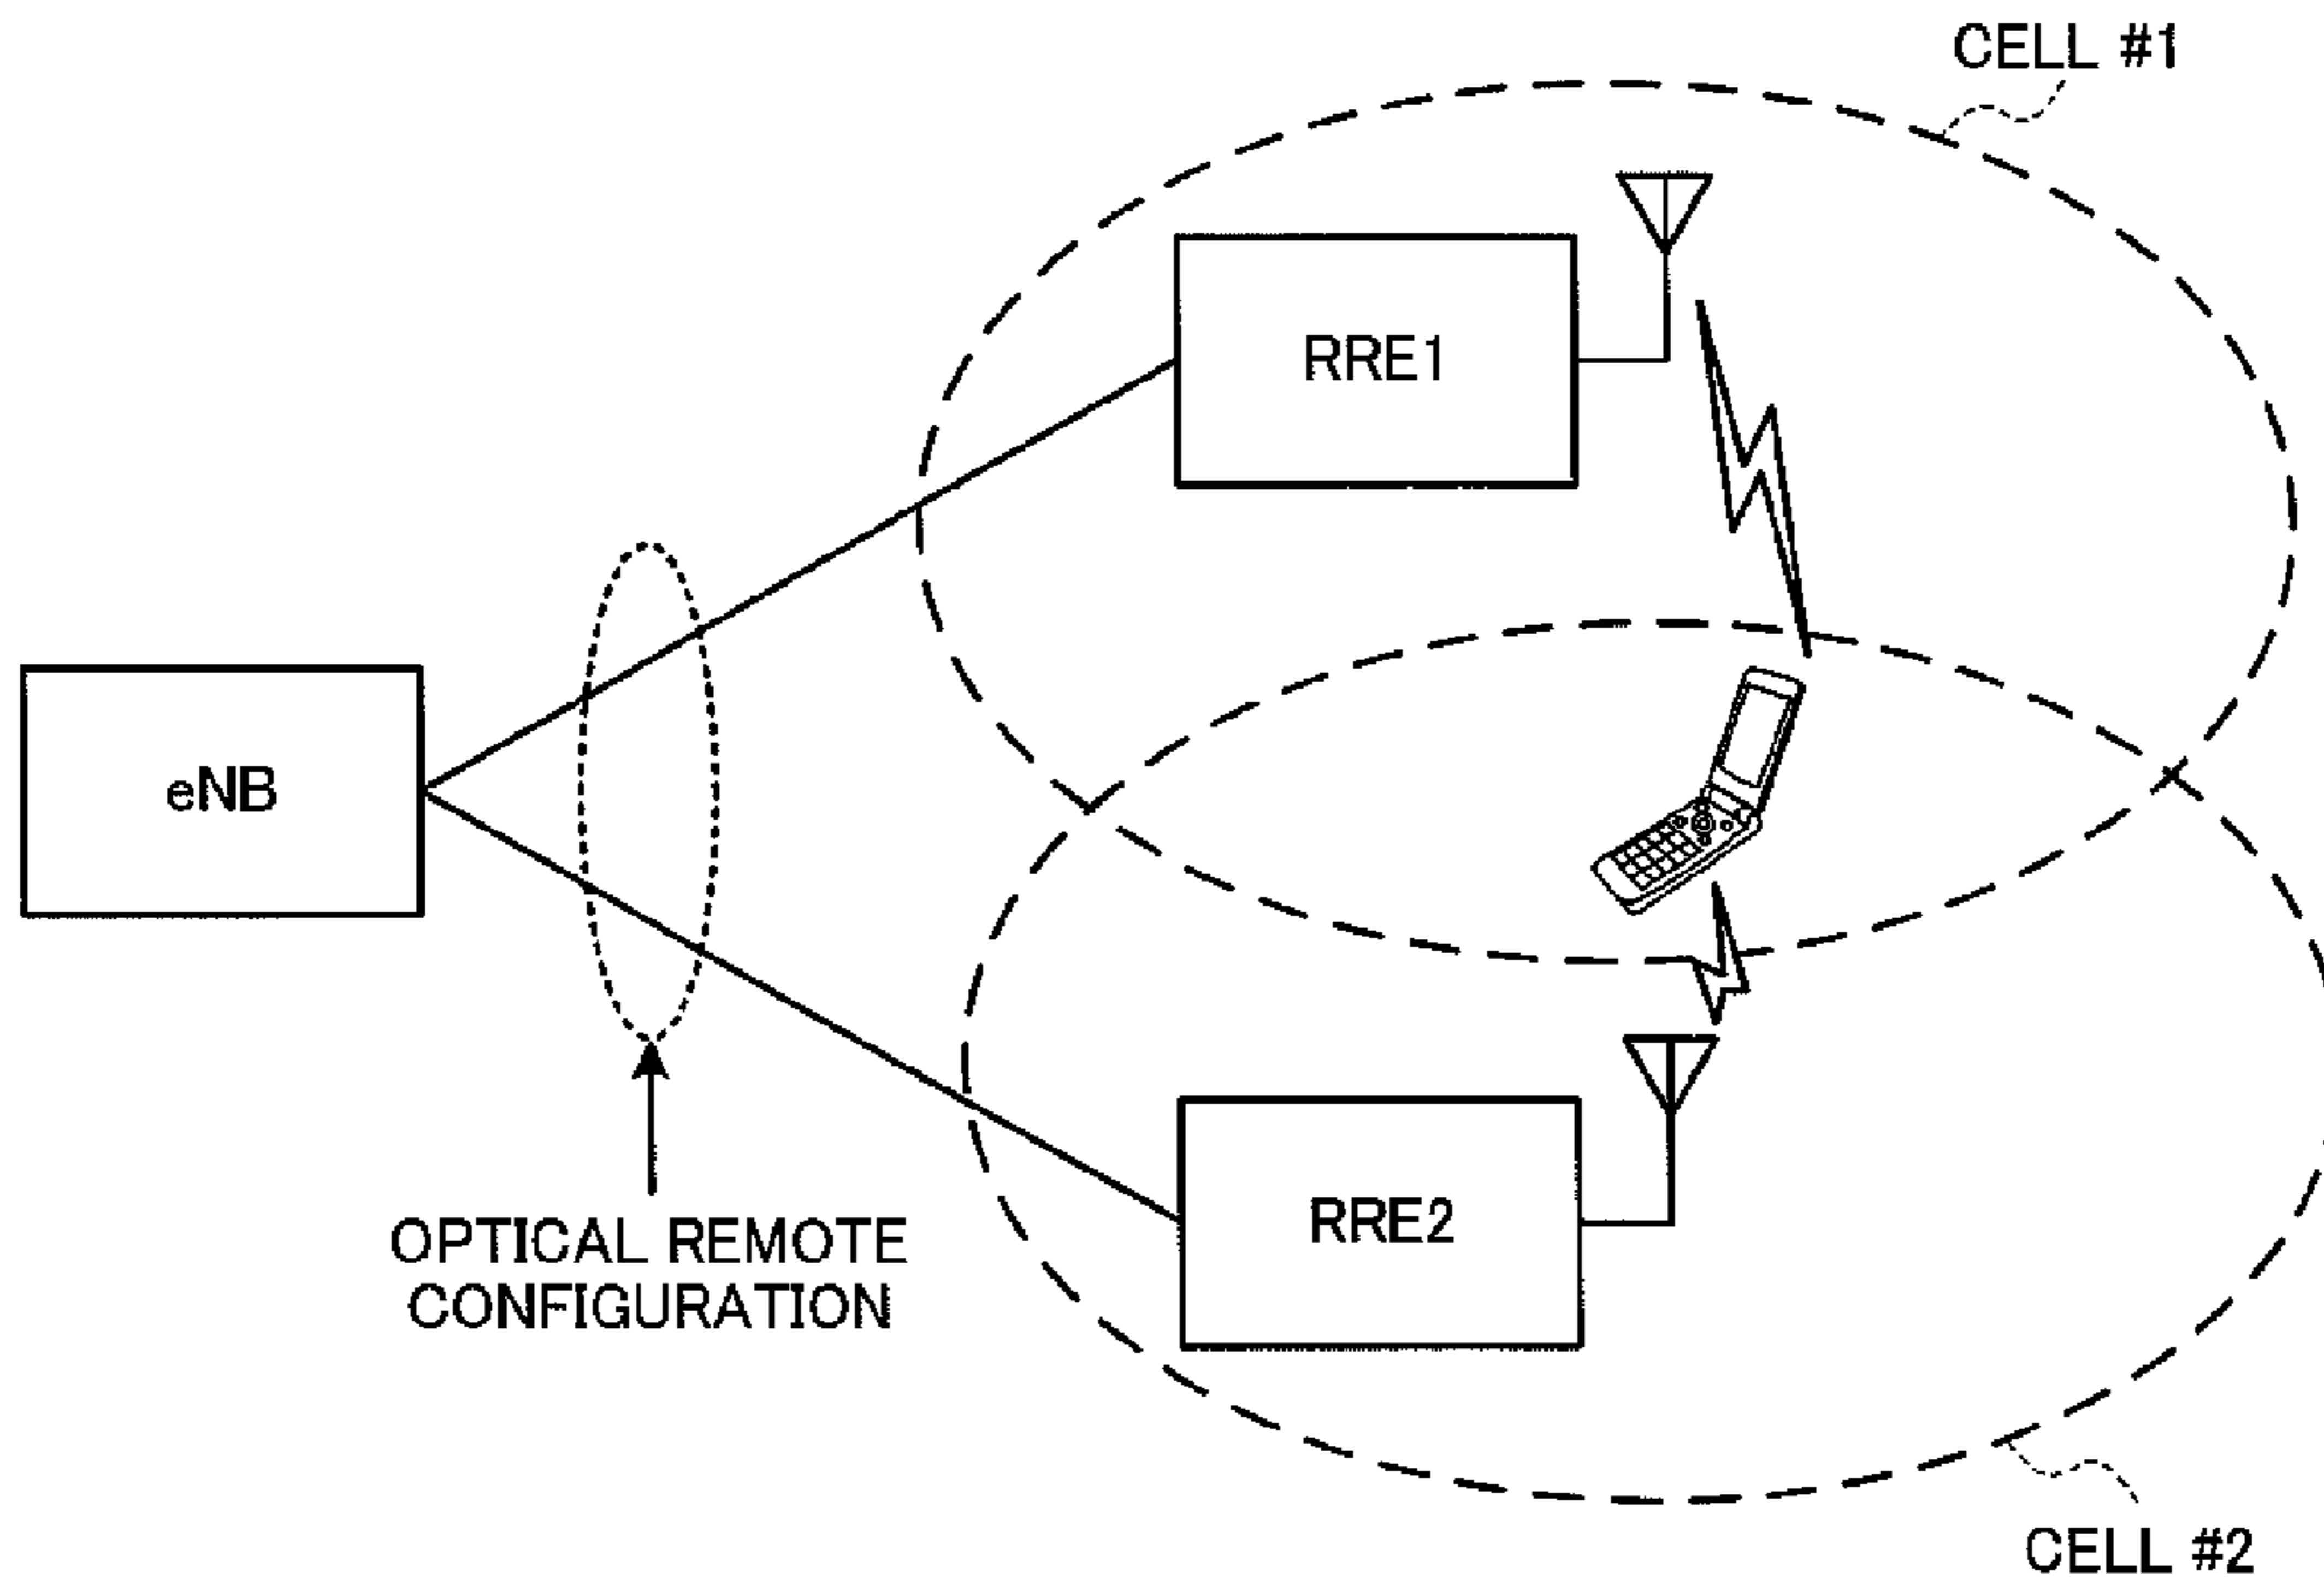 CELL #1
RRE1
eNB
RRE2
OPTICAL REMOTE
CONFIGURATION
CELL #2